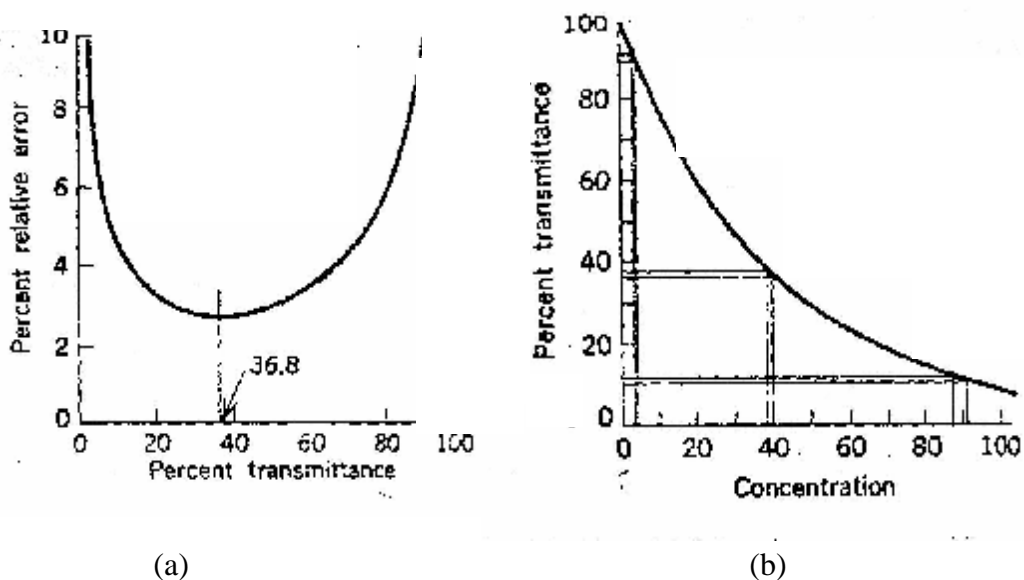 10
8
6
4
2
0
Percent relative error
36.8
0 20 40 60 80 100
Percent transmittance
(a)
100
80
60
40
20
0
Percent transmittance
0 20 40 60 80 100
Concentration
(b)